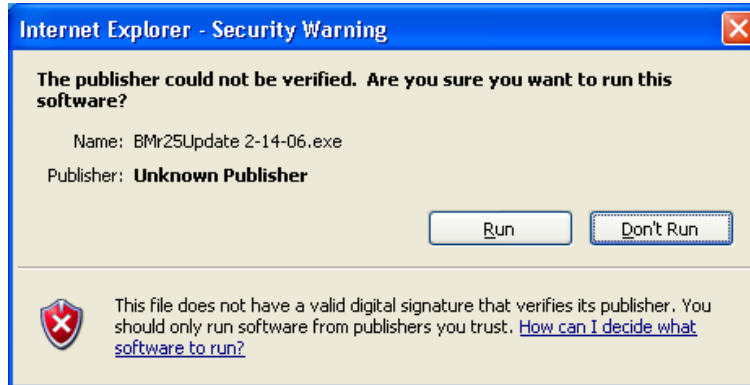 Internet Explorer - Security Warning
The publisher could not be verified.  Are you sure you want to run this
software?
Name: BMr25Update 2-14-06.exe
Publisher: Unknown Publisher
Run Don't Run
This file does not have a valid digital signature that verifies its publisher. You
should only run software from publishers you trust. How can I decide what
software to run?